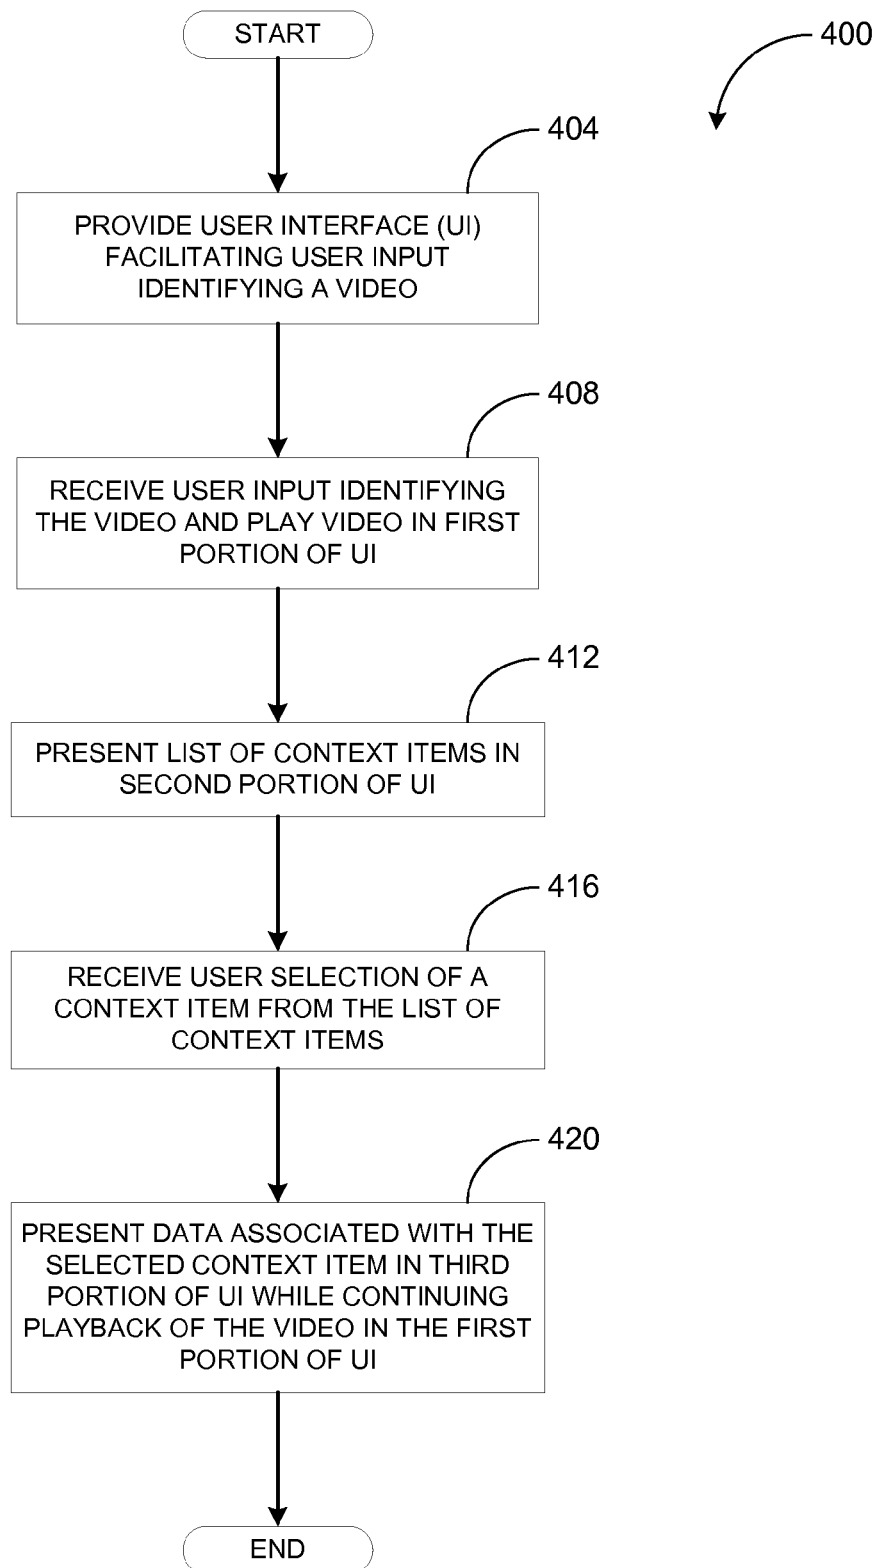 START
400
404
PROVIDE USER INTERFACE (UI)
FACILITATING USER INPUT
IDENTIFYING A VIDEO
408
RECEIVE USER INPUT IDENTIFYING
THE VIDEO AND PLAY VIDEO IN FIRST
PORTION OF UI
412
PRESENT LIST OF CONTEXT ITEMS IN
SECOND PORTION OF UI
416
RECEIVE USER SELECTION OF A
CONTEXT ITEM FROM THE LIST OF
CONTEXT ITEMS
420
PRESENT DATA ASSOCIATED WITH THE
SELECTED CONTEXT ITEM IN THIRD
PORTION OF UI WHILE CONTINUING
PLAYBACK OF THE VIDEO IN THE FIRST
PORTION OF UI
END